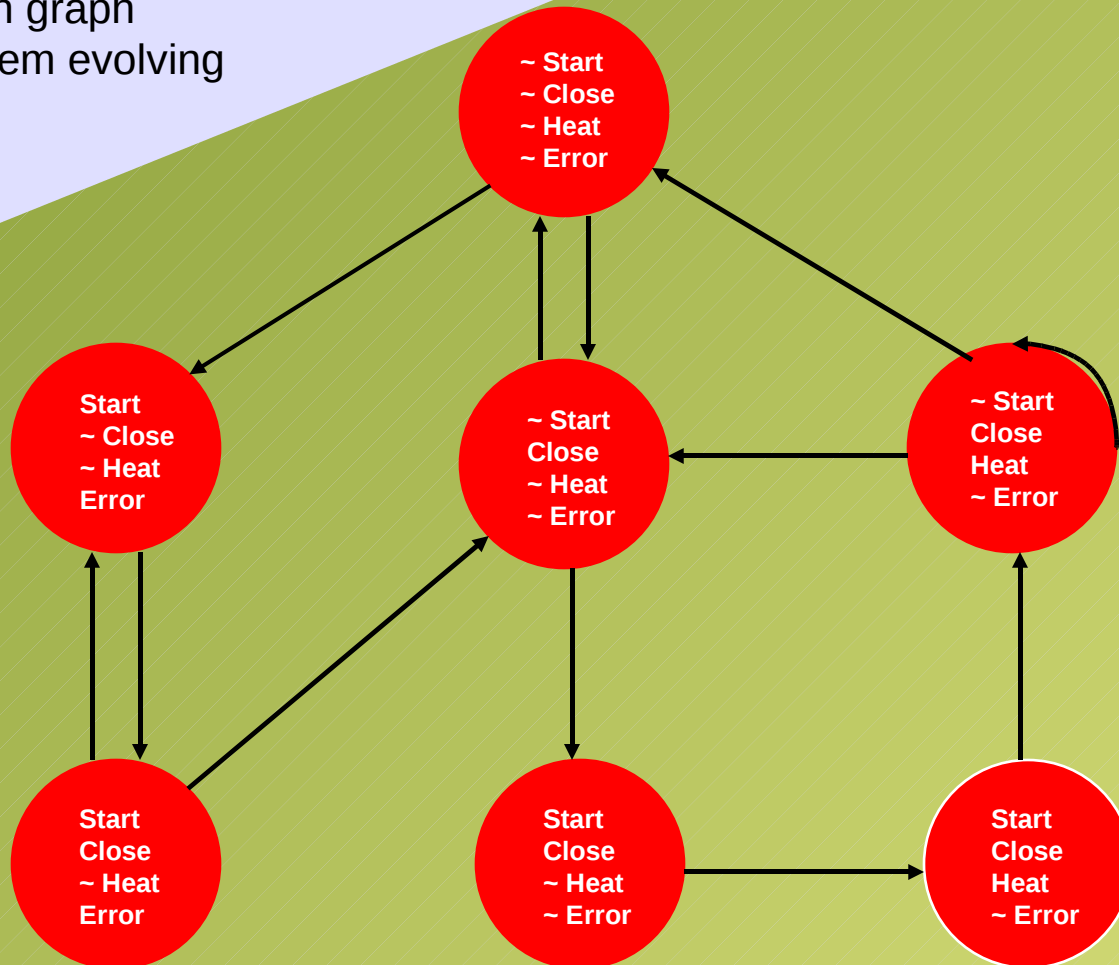 graph
evolving
~ Start
~ Close
~ Heat
~ Error
Start
~ Close
~ Heat
Error
~ Start
Close
~ Heat
~ Error
~ Start
Close
Heat
~ Error
Start
Close
~ Heat
Error
Start
Close
~ Heat
~ Error
Start
Close
Heat
~ Error